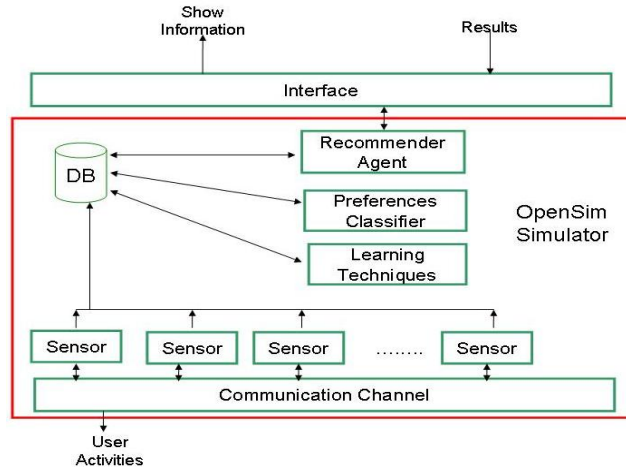 Show
Information
Results
Interface
Recommender
Agent
DB
Preferences
Classifier
OpenSim
Simulator
Learning
Techniques
Sensor
Sensor
Sensor
........
Sensor
Communication Channel
User
Activities